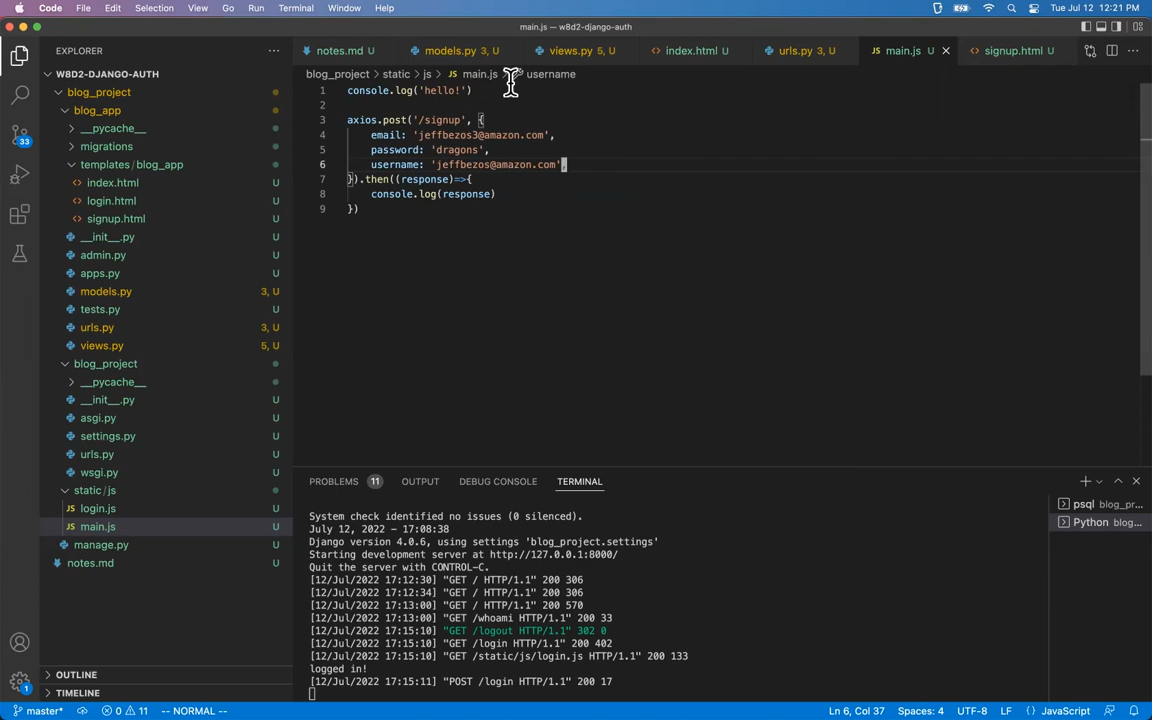 Code File Edit Selection View Go Run Terminal Window Help Tue Jul 12 12:21 PM
main.js — w8d2-django-auth
EXPLORER
notes.md U
models.py 3, U
views.py 5, U
index.html U
urls.py 3, U
main.js U
signup.html U
W8D2-DJANGO-AUTH
blog_project
blog_app
__pycache__
migrations
templates/blog_app
index.html U
login.html U
signup.html U
__init__.py U
admin.py U
apps.py U
models.py 3, U
tests.py U
urls.py 3, U
views.py 5, U
blog_project
__pycache__
__init__.py U
asgi.py U
settings.py U
urls.py U
wsgi.py U
static/js
login.js U
main.js U
manage.py U
notes.md U
OUTLINE
TIMELINE
33
1
blog_project > static > js > JS main.js > username
1 console.log('hello!')
2
3 axios.post('/signup', {
4 email: 'jeffbezos3@amazon.com',
5 password: 'dragons',
6 username: 'jeffbezos@amazon.com',
7 }).then((response)=>{
8 console.log(response)
9 })
PROBLEMS 11 OUTPUT DEBUG CONSOLE TERMINAL
System check identified no issues (0 silenced).
July 12, 2022 - 17:08:38
Django version 4.0.6, using settings 'blog_project.settings'
Starting development server at http://127.0.0.1:8000/
Quit the server with CONTROL-C.
[12/Jul/2022 17:12:30] "GET / HTTP/1.1" 200 306
[12/Jul/2022 17:12:34] "GET / HTTP/1.1" 200 306
[12/Jul/2022 17:13:00] "GET / HTTP/1.1" 200 570
[12/Jul/2022 17:13:00] "GET /whoami HTTP/1.1" 200 33
[12/Jul/2022 17:15:10] "GET /logout HTTP/1.1" 302 0
[12/Jul/2022 17:15:10] "GET /login HTTP/1.1" 200 402
[12/Jul/2022 17:15:10] "GET /static/js/login.js HTTP/1.1" 200 133
logged in!
[12/Jul/2022 17:15:11] "POST /login HTTP/1.1" 200 17
psql blog_pr...
Python blog...
master* 0 11 -- NORMAL -- Ln 6, Col 37 Spaces: 4 UTF-8 LF {} JavaScript